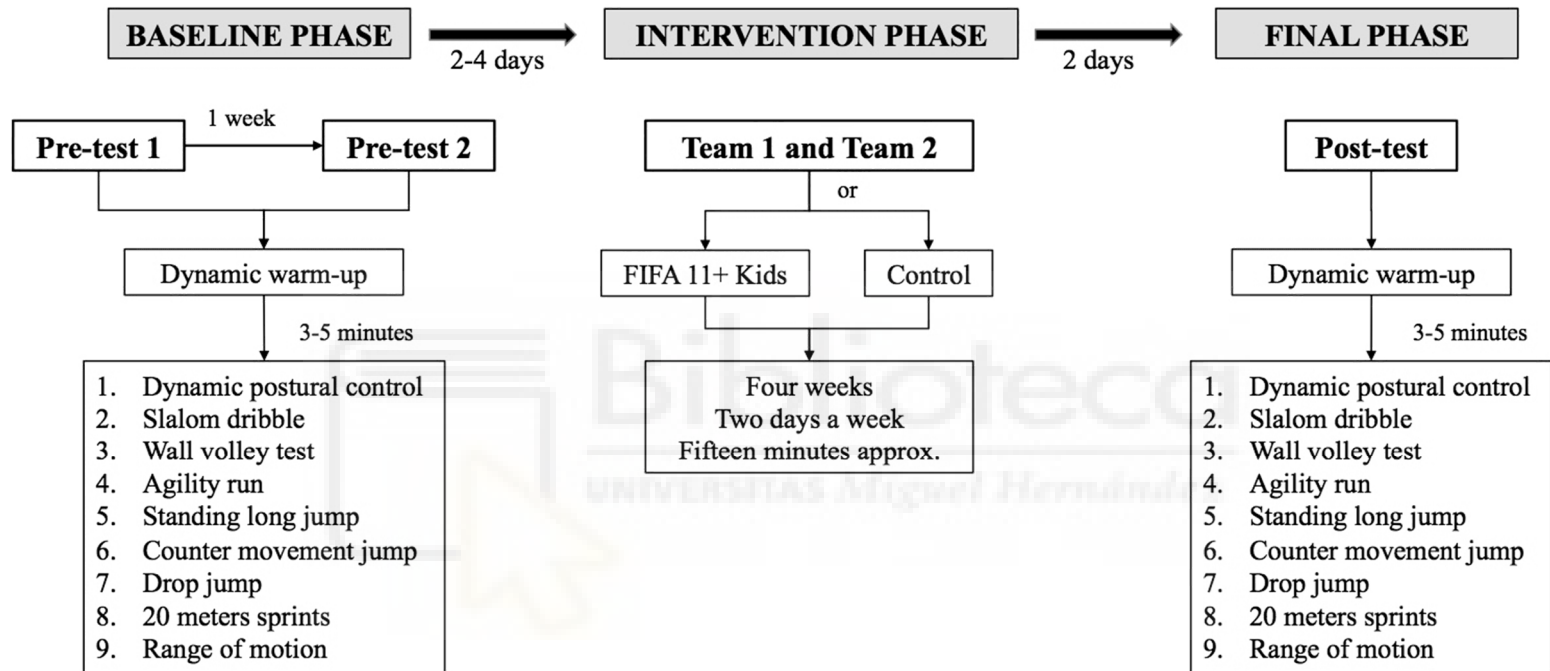 BASELINE PHASE
2-4 days
INTERVENTION PHASE
2 days
FINAL PHASE
Pre-test 1
1 week
Pre-test 2
Dynamic warm-up
3-5 minutes
1. Dynamic postural control
2. Slalom dribble
3. Wall volley test
4. Agility run
5. Standing long jump
6. Counter movement jump
7. Drop jump
8. 20 meters sprints
9. Range of motion
Team 1 and Team 2
or
FIFA 11+ Kids
Control
Four weeks
Two days a week
Fifteen minutes approx.
Post-test
Dynamic warm-up
3-5 minutes
1. Dynamic postural control
2. Slalom dribble
3. Wall volley test
4. Agility run
5. Standing long jump
6. Counter movement jump
7. Drop jump
8. 20 meters sprints
9. Range of motion
Biblioteca
UNIVERSITAS Miguel Hernández